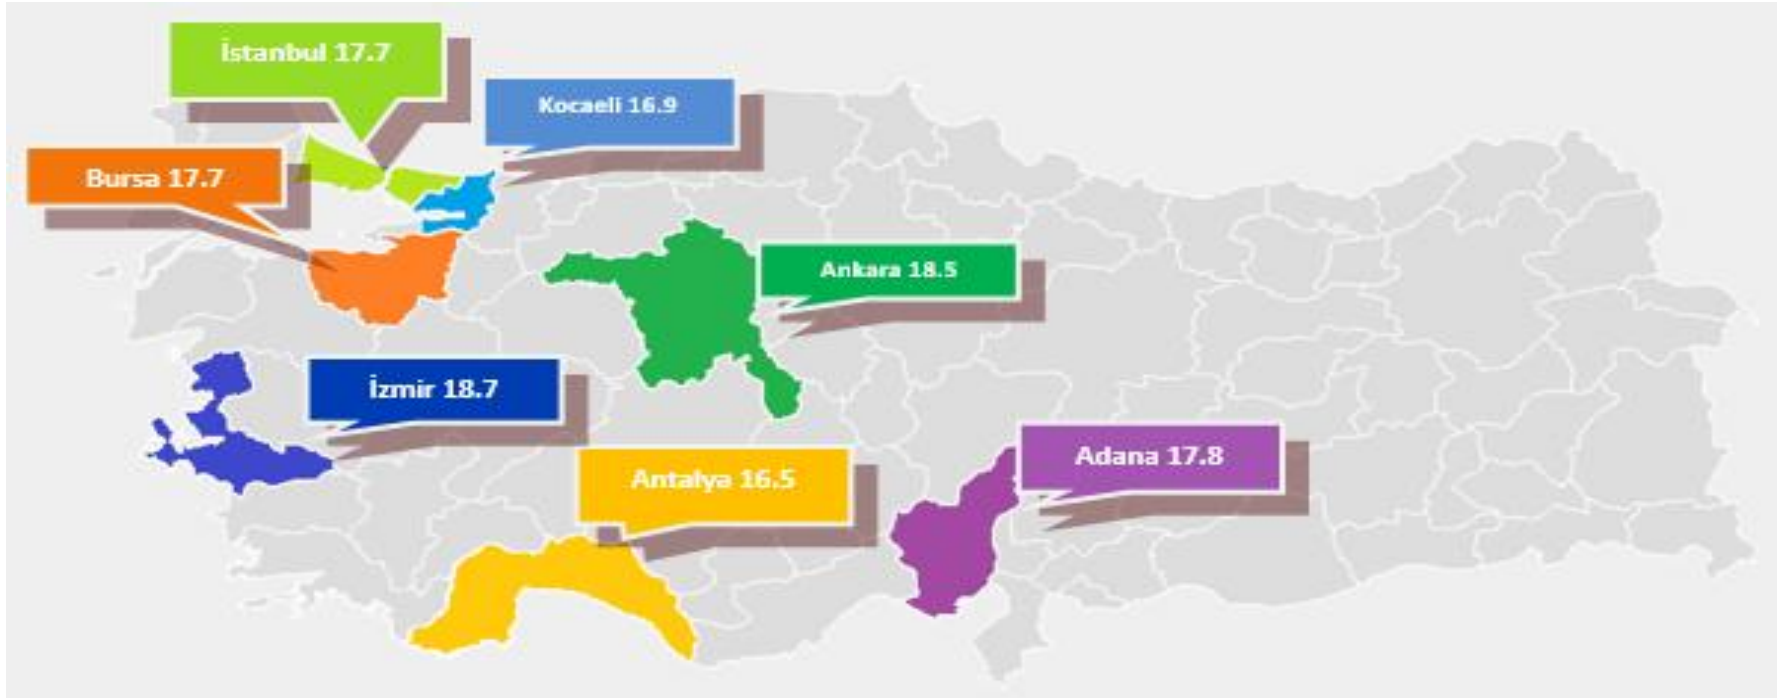 İstanbul 17.7
Kocaeli 16.9
Bursa 17.7
Ankara 18.5
İzmir 18.7
Adana 17.8
Antalya 16.5